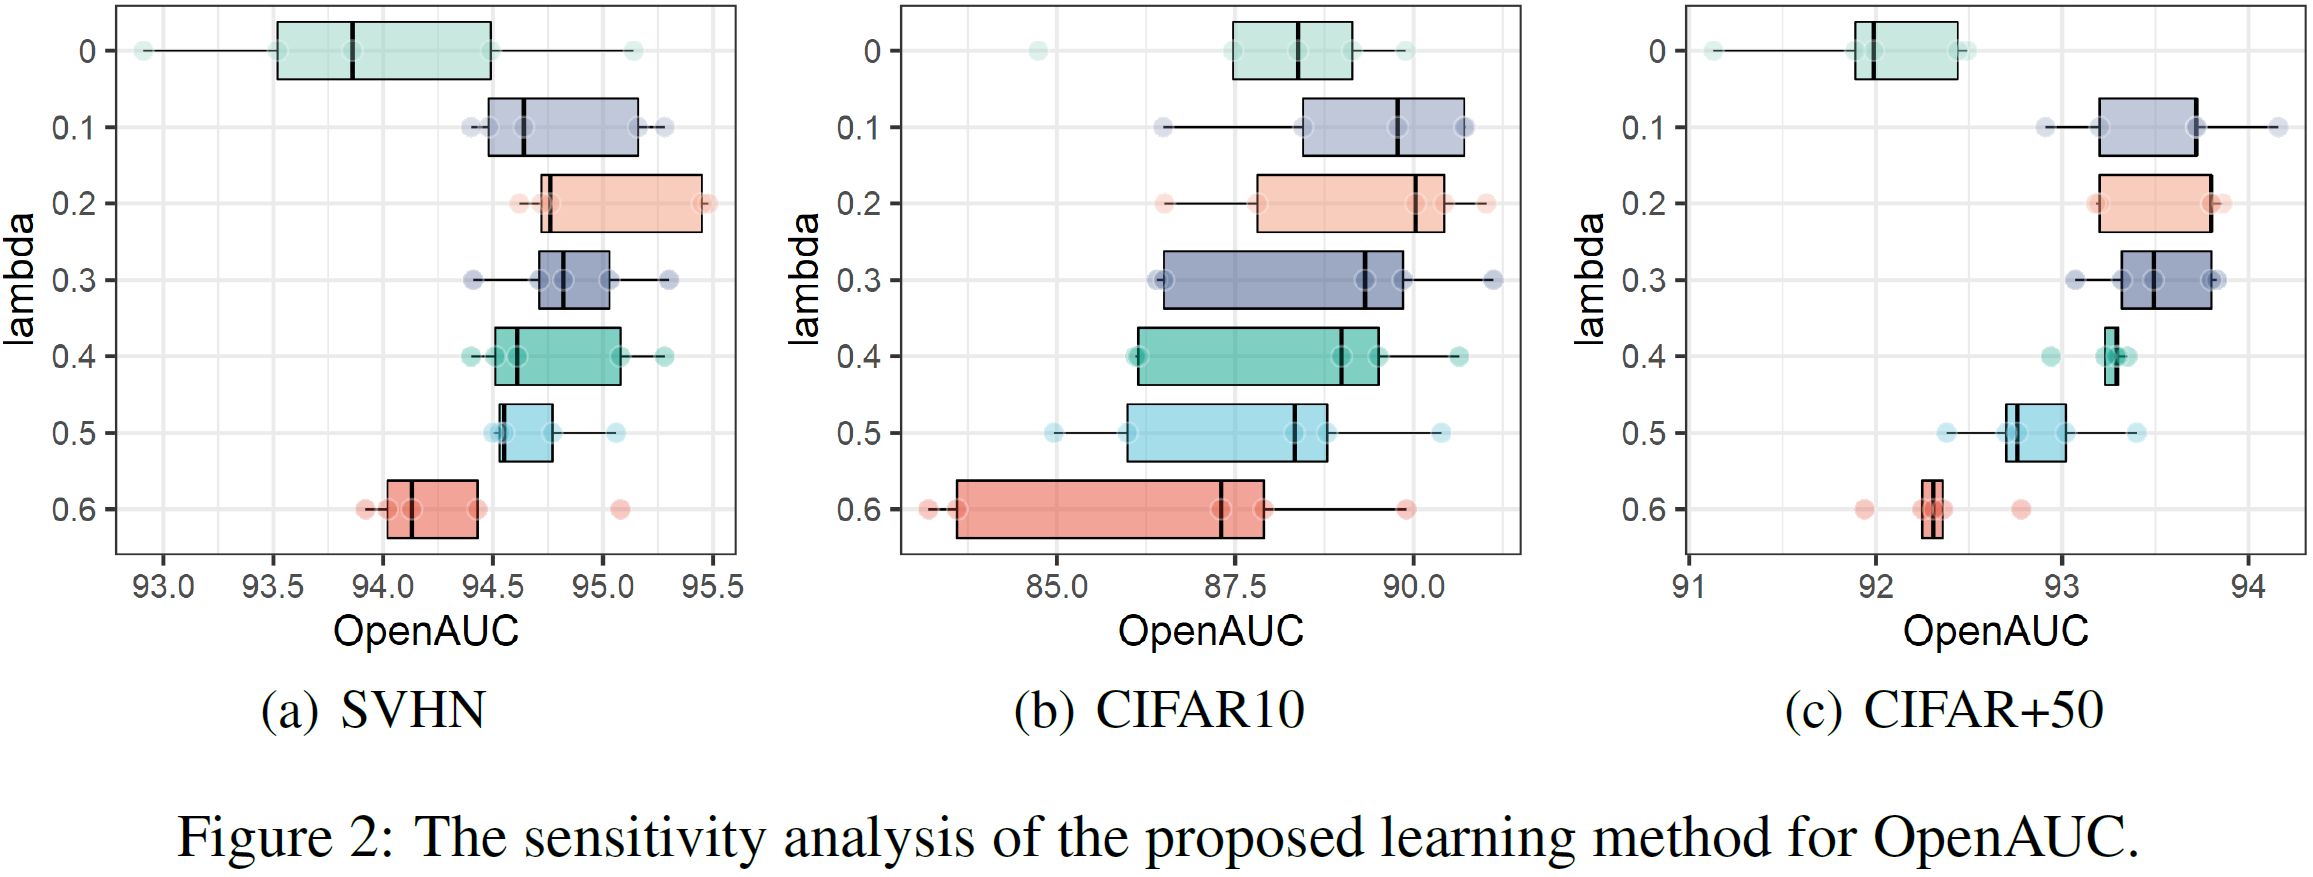 0
0.1
0.2
0.3
0.4
0.5
0.6
lambda
93.0 93.5 94.0 94.5 95.0 95.5
OpenAUC
(a) SVHN
0
0.1
0.2
0.3
0.4
0.5
0.6
lambda
85.0 87.5 90.0
OpenAUC
(b) CIFAR10
0
0.1
0.2
0.3
0.4
0.5
0.6
lambda
91 92 93 94
OpenAUC
(c) CIFAR+50
Figure 2: The sensitivity analysis of the proposed learning method for OpenAUC.